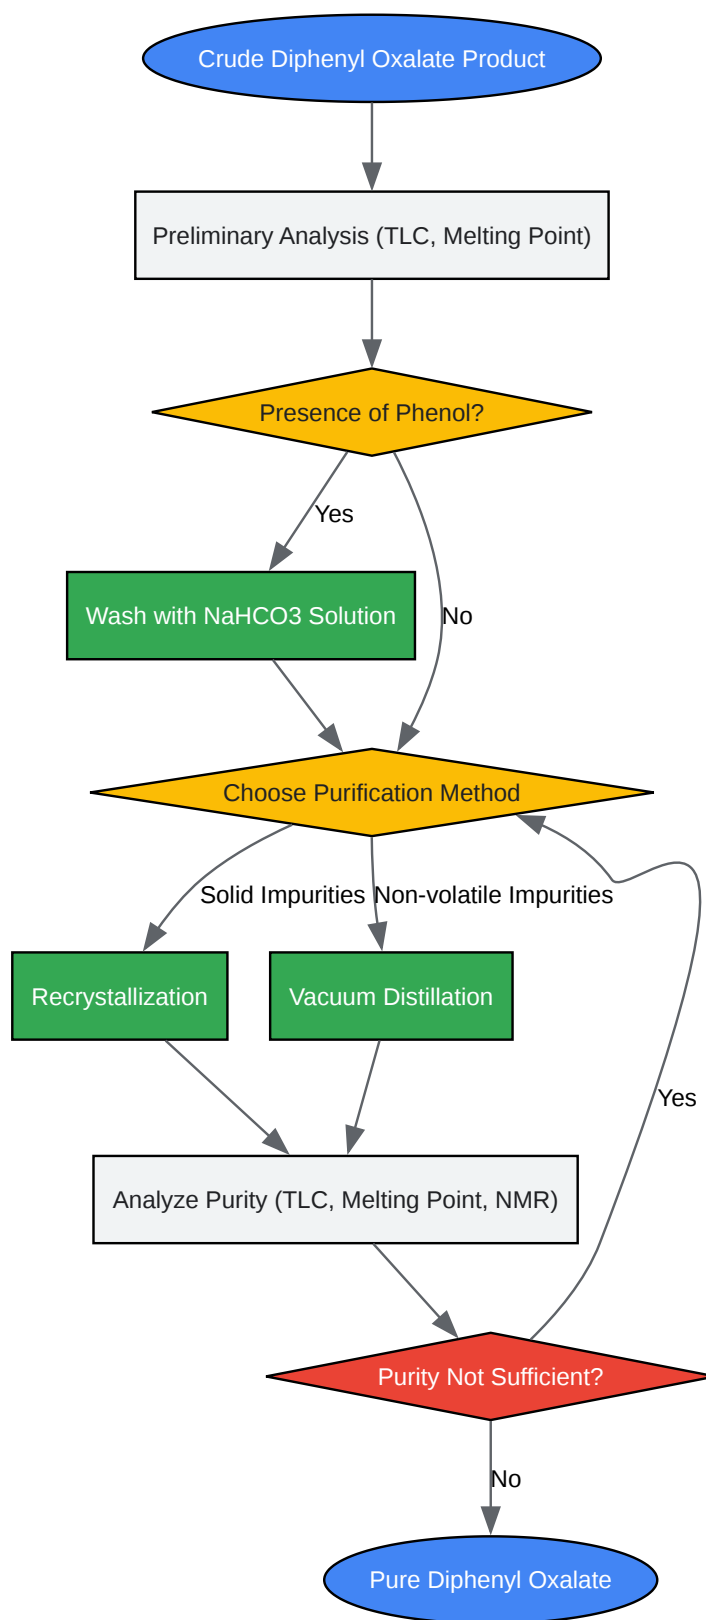 Crude Diphenyl Oxalate Product
Preliminary Analysis (TLC, Melting Point)
Presence of Phenol?
Yes
Wash with NaHCO3 Solution
No
Choose Purification Method
Solid Impurities
Non-volatile Impurities
Recrystallization
Vacuum Distillation
Yes
Analyze Purity (TLC, Melting Point, NMR)
Purity Not Sufficient?
No
Pure Diphenyl Oxalate